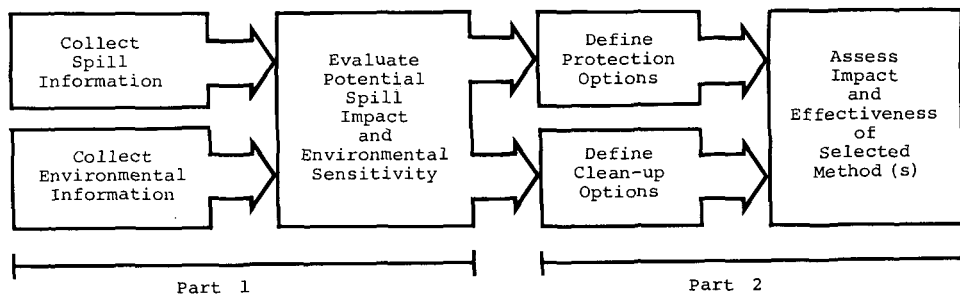 Collect
Spill
Information
Collect
Environmental
Information
Evaluate
Potential
Spill
Impact
and
Environmental
Sensitivity
Define
Protection
Options
Define
Clean-up
Options
Assess
Impact
and
Effectiveness
of
Selected
Method(s)
Part 1
Part 2